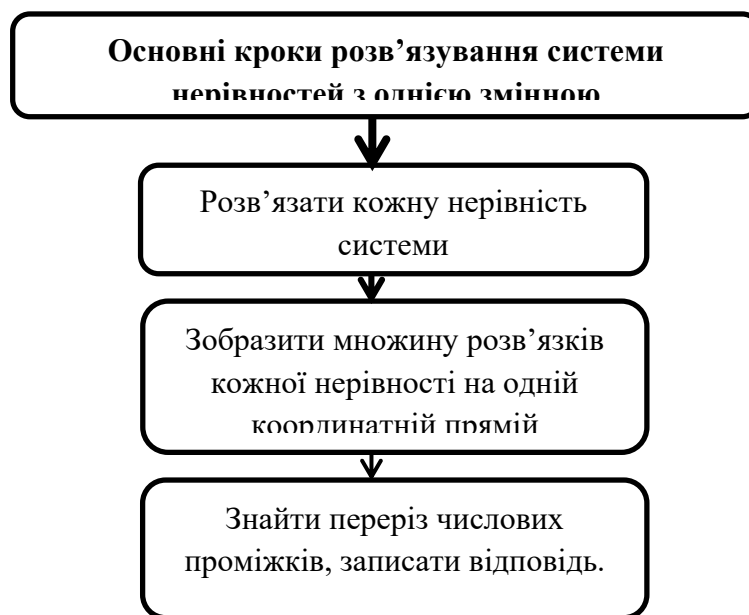 Основні кроки розв’язування системи
нерівностей з однією змінною
Розв’язати кожну нерівність
системи
Зобразити множину розв’язків
кожної нерівності на одній
координатній прямій
Знайти переріз числових
проміжків, записати відповідь.